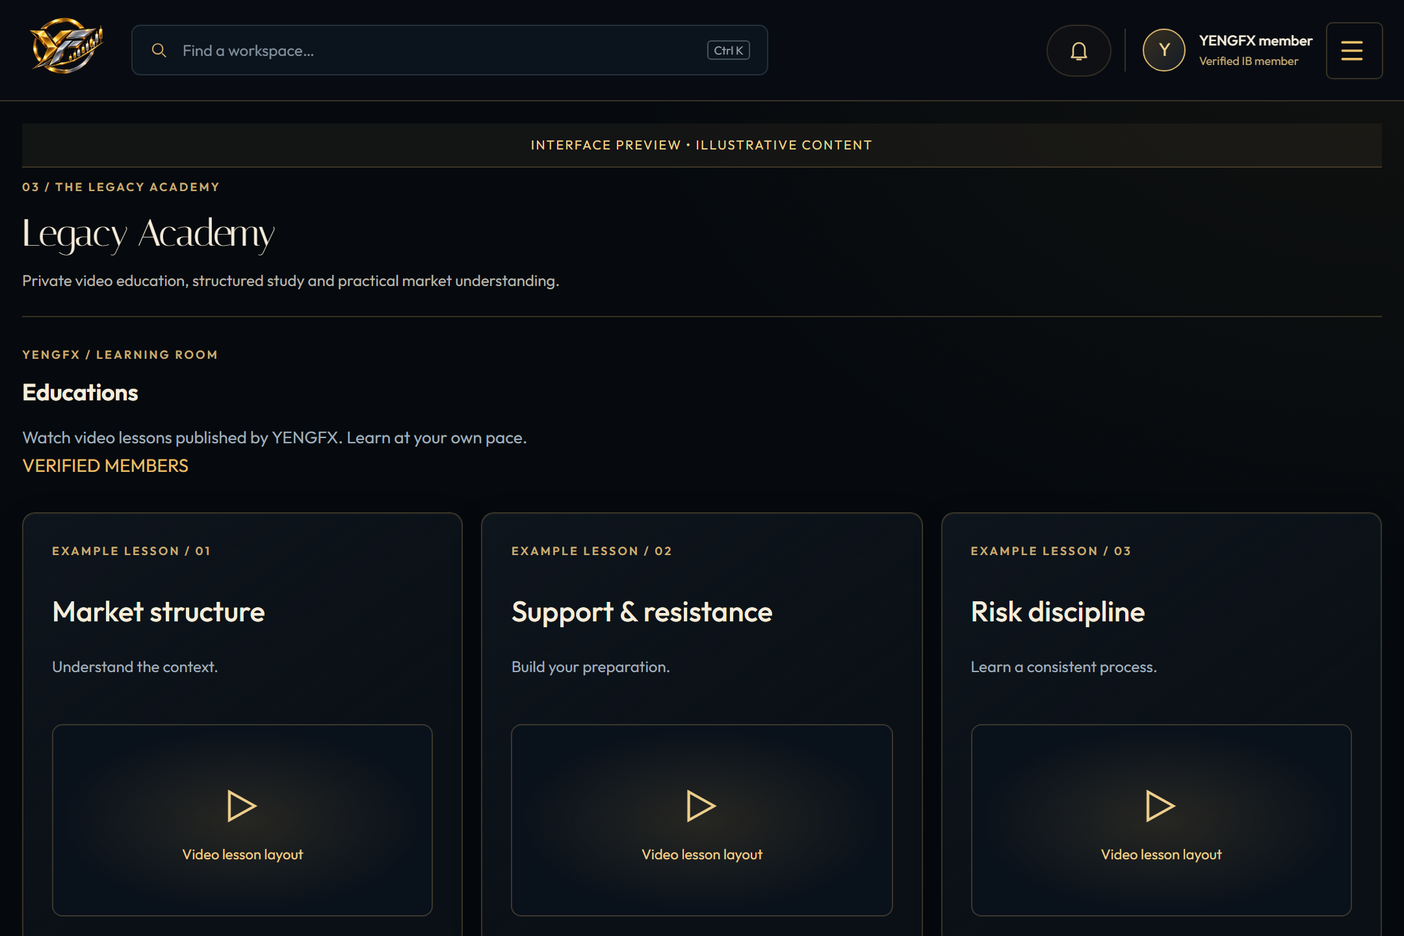 YF
Find a workspace...
Ctrl K
Y
YENGFX member
Verified IB member
INTERFACE PREVIEW • ILLUSTRATIVE CONTENT
03 / THE LEGACY ACADEMY
Legacy Academy
Private video education, structured study and practical market understanding.
YENGFX / LEARNING ROOM
Educations
Watch video lessons published by YENGFX. Learn at your own pace.
VERIFIED MEMBERS
EXAMPLE LESSON / 01
Market structure
Understand the context.
Video lesson layout
EXAMPLE LESSON / 02
Support & resistance
Build your preparation.
Video lesson layout
EXAMPLE LESSON / 03
Risk discipline
Learn a consistent process.
Video lesson layout